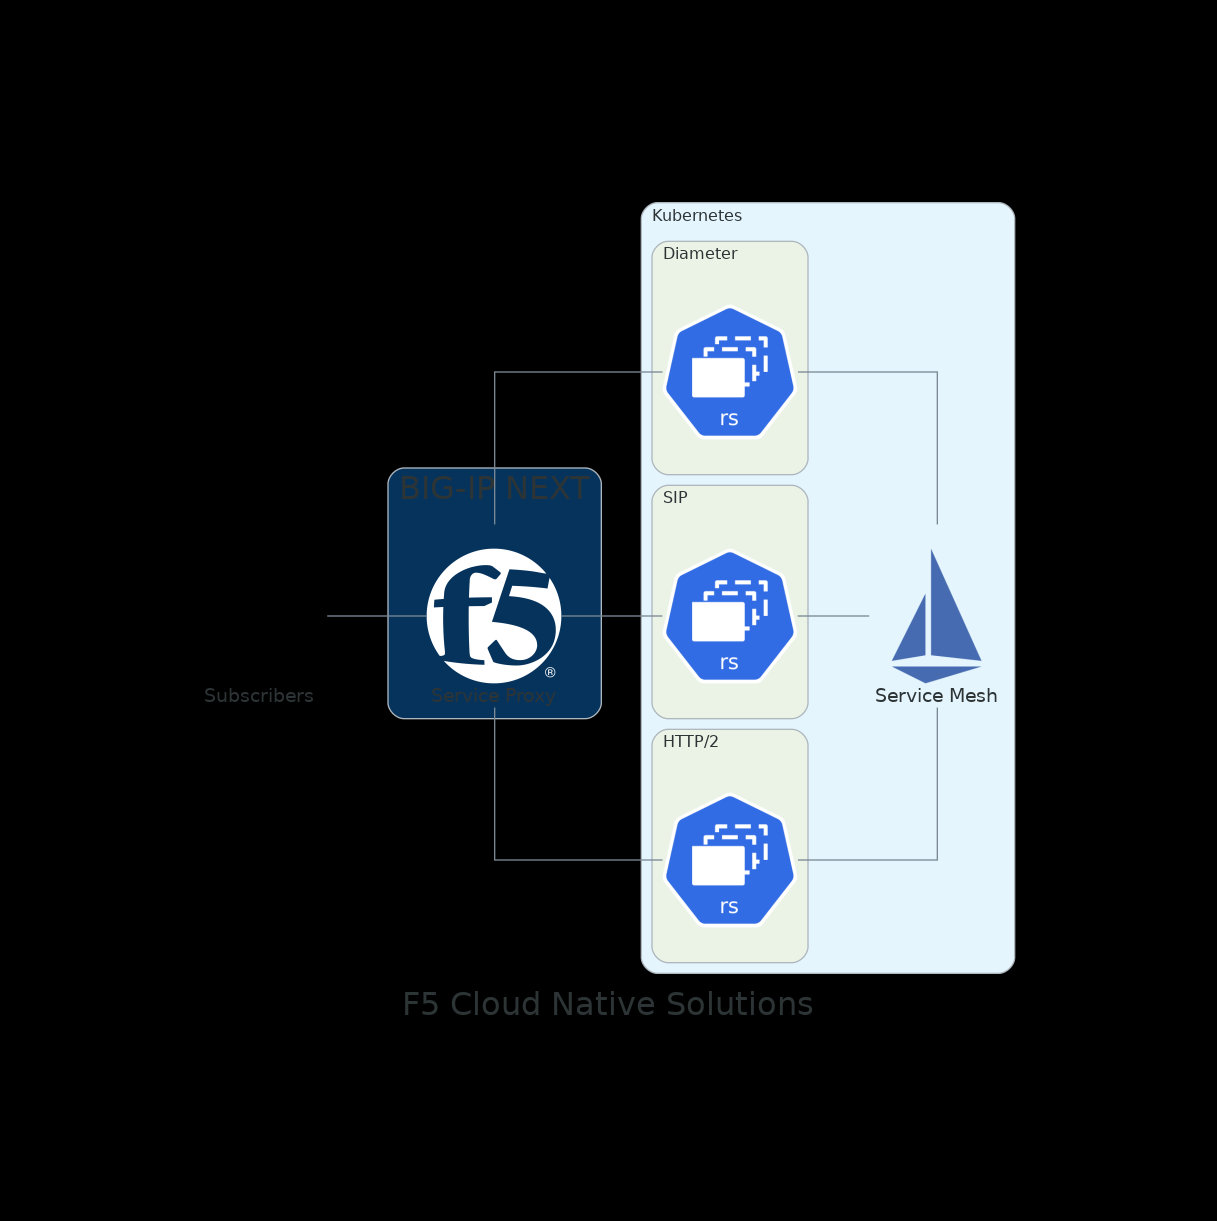 Kubernetes
Diameter
rs
BIG-IP NEXT
SIP
f5
®
rs
Subscribers
Service Proxy
Service Mesh
HTTP/2
rs
F5 Cloud Native Solutions